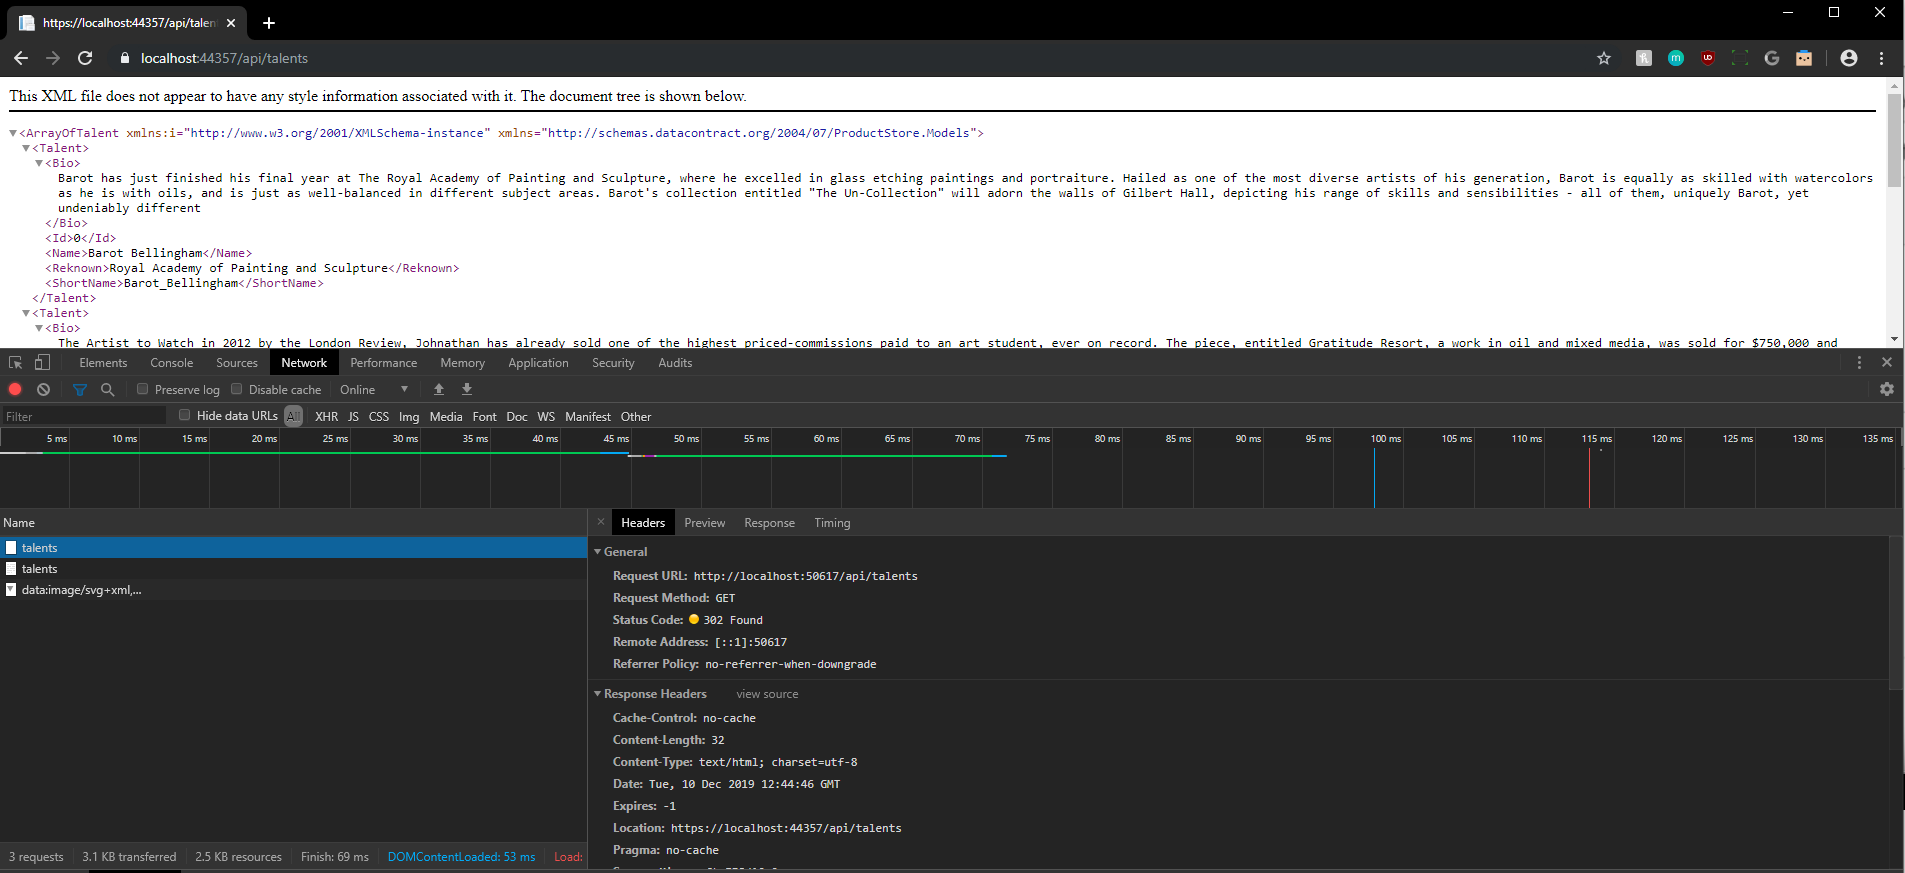 https://localhost:44357/api/talen
localhost:44357/api/talents
This XML file does not appear to have any style information associated with it. The document tree is shown below.
<ArrayOfTalent xmlns:i="http://www.w3.org/2001/XMLSchema-instance" xmlns="http://schemas.datacontract.org/2004/07/ProductStore.Models">
<Talent>
<Bio>
Barot has just finished his final year at The Royal Academy of Painting and Sculpture, where he excelled in glass etching paintings and portraiture. Hailed as one of the most diverse artists of his generation, Barot is equally as skilled with watercolors
as he is with oils, and is just as well-balanced in different subject areas. Barot's collection entitled "The Un-Collection" will adorn the walls of Gilbert Hall, depicting his range of skills and sensibilities - all of them, uniquely Barot, yet
undeniably different
</Bio>
<Id>0</Id>
<Name>Barot Bellingham</Name>
<Reknown>Royal Academy of Painting and Sculpture</Reknown>
<ShortName>Barot_Bellingham</ShortName>
</Talent>
<Talent>
<Bio>
The Artist to Watch in 2012 by the London Review, Johnathan has already sold one of the highest priced-commissions paid to an art student, ever on record. The piece, entitled Gratitude Resort, a work in oil and mixed media, was sold for $750,000 and
Elements Console Sources Network Performance Memory Application Security Audits
Preserve log Disable cache Online
Filter Hide data URLs All XHR JS CSS Img Media Font Doc WS Manifest Other
5 ms 10 ms 15 ms 20 ms 25 ms 30 ms 35 ms 40 ms 45 ms 50 ms 55 ms 60 ms 65 ms 70 ms 75 ms 80 ms 85 ms 90 ms 95 ms 100 ms 105 ms 110 ms 115 ms 120 ms 125 ms 130 ms 135 ms
Name
talents
talents
data:image/svg+xml,...
Headers Preview Response Timing
General
Request URL: http://localhost:50617/api/talents
Request Method: GET
Status Code: 302 Found
Remote Address: [::1]:50617
Referrer Policy: no-referrer-when-downgrade
Response Headers view source
Cache-Control: no-cache
Content-Length: 32
Content-Type: text/html; charset=utf-8
Date: Tue, 10 Dec 2019 12:44:46 GMT
Expires: -1
Location: https://localhost:44357/api/talents
Pragma: no-cache
3 requests 3.1 KB transferred 2.5 KB resources Finish: 69 ms DOMContentLoaded: 53 ms Load: